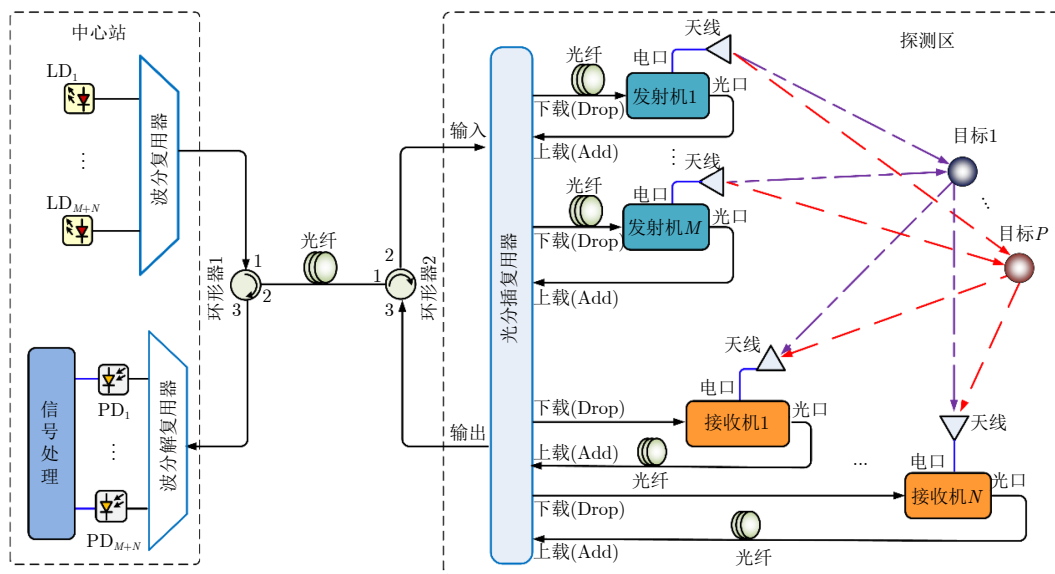 中心站
LD1
⋮
LDM+N
波分复用器
环形器1
1
2
3
光纤
环形器2
1
2
3
信号处理
PD1
⋮
PDM+N
波分解复用器
探测区
输入
输出
光分插复用器
光纤
电口
天线
发射机1
光口
下载(Drop)
上载(Add)
⋮
光纤
电口
天线
发射机M
光口
下载(Drop)
上载(Add)
目标1
⋱
目标P
天线
电口
下载(Drop)
接收机1
光口
上载(Add)
光纤
...
天线
电口
光口
下载(Drop)
接收机N
上载(Add)
光纤